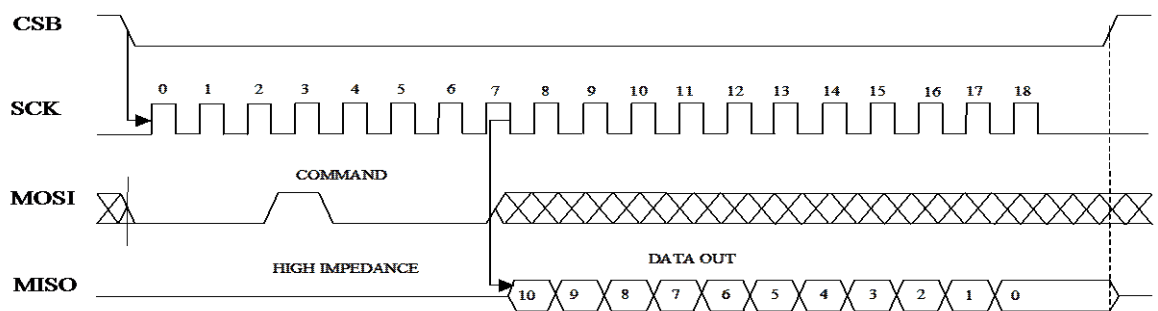 CSB
0 1 2 3 4 5 6 7 8 9 10 11 12 13 14 15 16 17 18
SCK
COMMAND
MOSI
HIGH IMPEDANCE DATA OUT
MISO
10 9 8 7 6 5 4 3 2 1 0